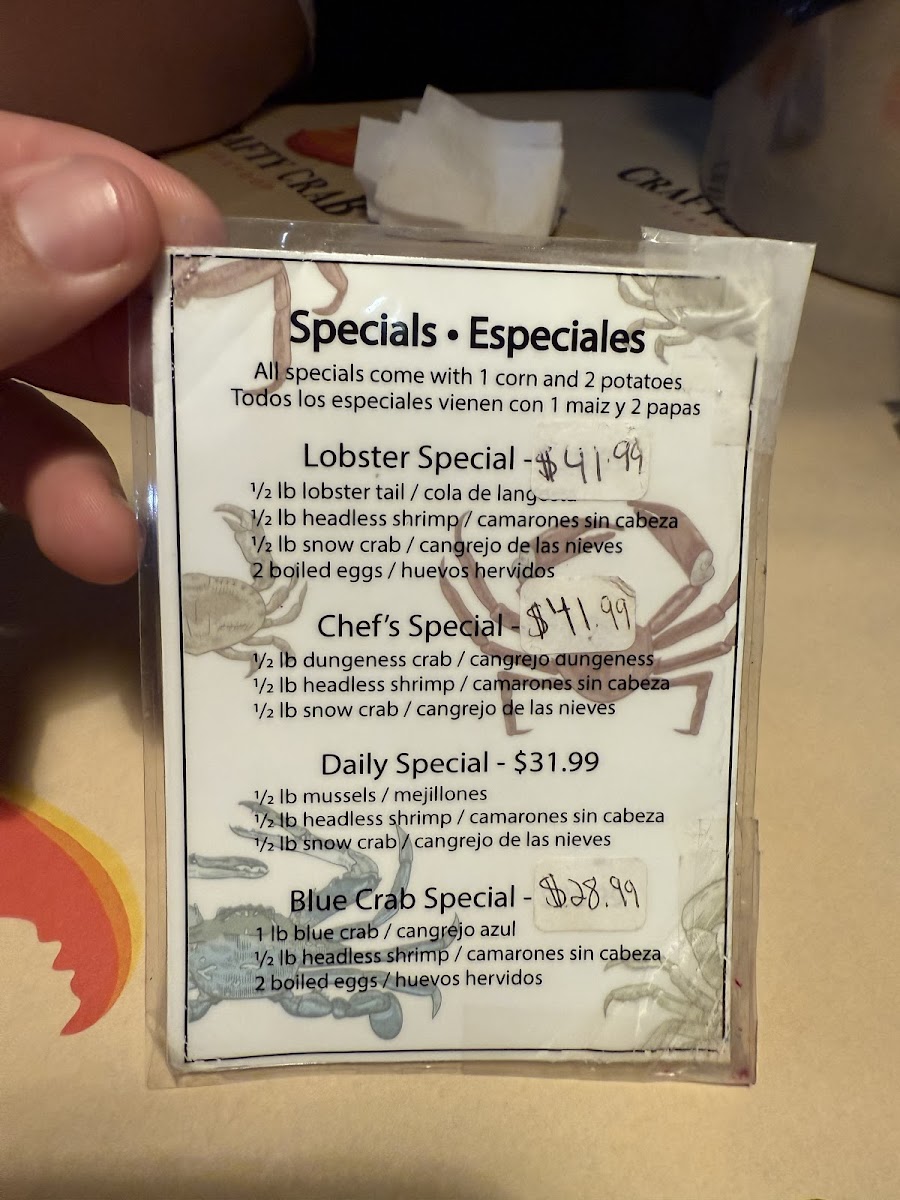 CRAFTY CRAB
CRAFT
Specials • Especiales
All specials come with 1 corn and 2 potatoes
Todos los especiales vienen con 1 maiz y 2 papas
Lobster Special - $41.99
1/2 lb lobster tail / cola de
1/2 lb headless shrimp / camarones sin cabeza
1/2 lb snow crab / cangrejo de las nieves
2 boiled eggs / huevos hervidos
Chef's Special - $41.99
1/2 lb dungeness crab / cangrejo dungeness
1/2 lb headless shrimp / camarones sin cabeza
1/2 lb snow crab / cangrejo de las nieves
Daily Special - $31.99
1/2 lb mussels / mejillones
1/2 lb headless shrimp / camarones sin cabeza
1/2 lb snow crab / cangrejo de las nieves
Blue Crab Special - $28.99
1 lb blue crab / cangrejo azul
1/2 lb headless shrimp / camarones sin cabeza
2 boiled eggs / huevos hervidos